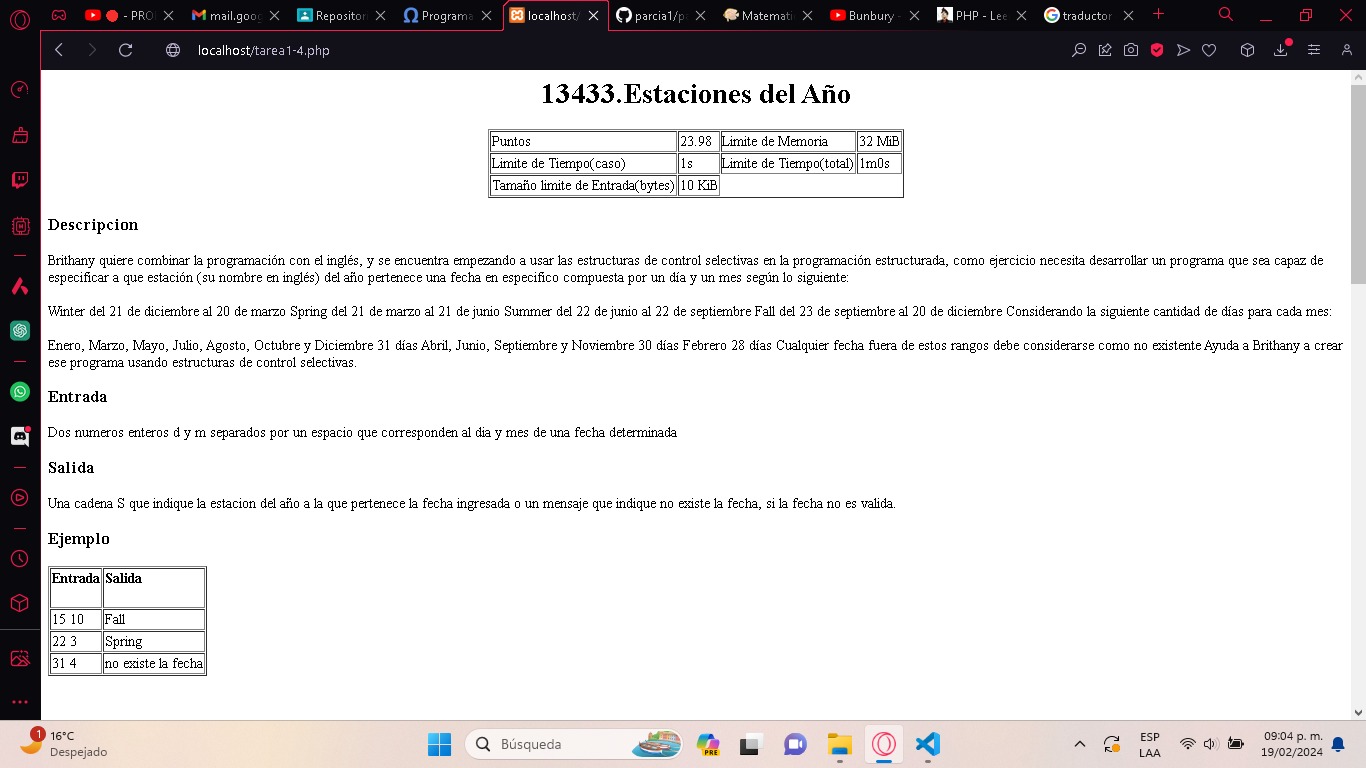 - PROI
mail.goog
Repositor
Programa
localhost/
parcia1/p
Matemati
Bunbury -
PHP - Lee
traductor
localhost/tarea1-4.php
13433.Estaciones del Año
Puntos 23.98 Limite de Memoria 32 MiB
Limite de Tiempo(caso) 1s Limite de Tiempo(total) 1m0s
Tamaño limite de Entrada(bytes) 10 KiB
Descripcion
Brithany quiere combinar la programación con el inglés, y se encuentra empezando a usar las estructuras de control selectivas en la programación estructurada, como ejercicio necesita desarrollar un programa que sea capaz de
especificar a que estación (su nombre en inglés) del año pertenece una fecha en especifico compuesta por un día y un mes según lo siguiente:
Winter del 21 de diciembre al 20 de marzo Spring del 21 de marzo al 21 de junio Summer del 22 de junio al 22 de septiembre Fall del 23 de septiembre al 20 de diciembre Considerando la siguiente cantidad de días para cada mes:
Enero, Marzo, Mayo, Julio, Agosto, Octubre y Diciembre 31 días Abril, Junio, Septiembre y Noviembre 30 días Febrero 28 días Cualquier fecha fuera de estos rangos debe considerarse como no existente Ayuda a Brithany a crear
ese programa usando estructuras de control selectivas.
Entrada
Dos numeros enteros d y m separados por un espacio que corresponden al dia y mes de una fecha determinada
Salida
Una cadena S que indique la estacion del año a la que pertenece la fecha ingresada o un mensaje que indique no existe la fecha, si la fecha no es valida.
Ejemplo
Entrada Salida
15 10 Fall
22 3 Spring
31 4 no existe la fecha
1
16°C
Despejado
Búsqueda
PRE
ESP
LAA
09:04 p. m.
19/02/2024